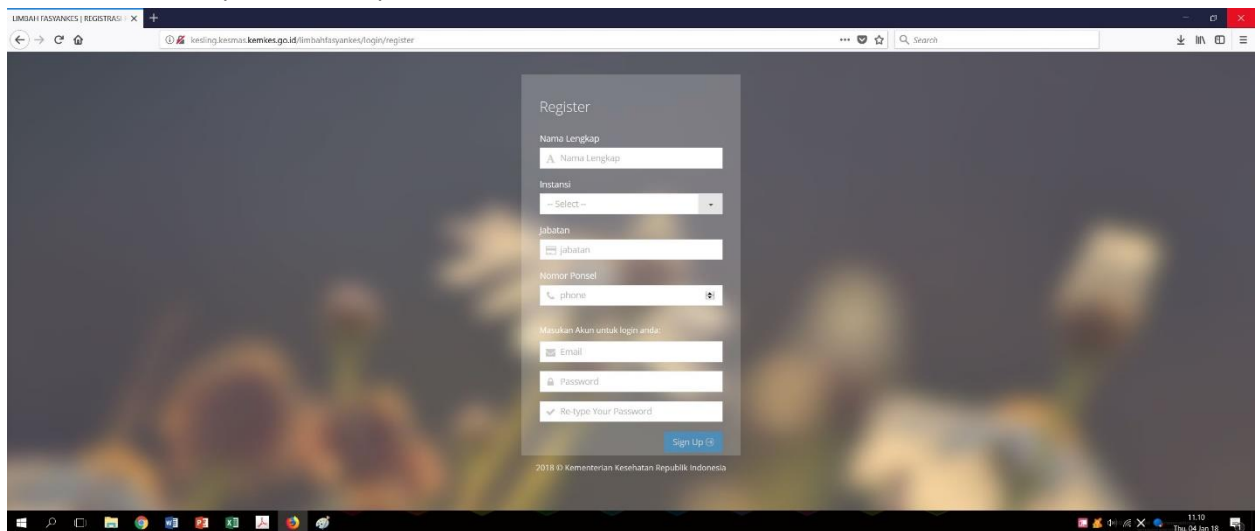 LIMBAH FASYANKES | REGISTRASI
kesling.kesmas.kemkes.go.id/limbahfasyankes/login/register
Search
Register
Nama Lengkap
Nama Lengkap
Instansi
-- Select --
Jabatan
jabatan
Nomor Ponsel
phone
Masukan Akun untuk login anda:
Email
Password
Re-type Your Password
Sign Up
2018 © Kementerian Kesehatan Republik Indonesia
11.10
Thu 04 Jan 18